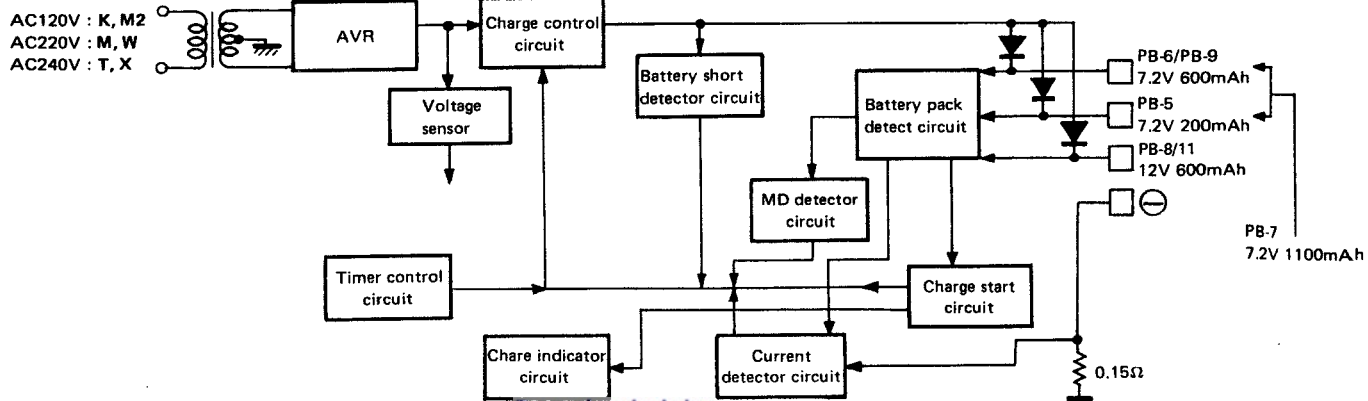 AC120V : K, M2
AC220V : M, W
AC240V : T, X
AVR
Charge control
circuit
Voltage
sensor
Battery short
detector circuit
Battery pack
detect circuit
PB-6/PB-9
7.2V 600mAh
PB-5
7.2V 200mAh
PB-8/11
12V 600mAh
MD detector
circuit
PB-7
7.2V 1100mAh
Timer control
circuit
Charge start
circuit
Chare indicator
circuit
Current
detector circuit
0.15Ω